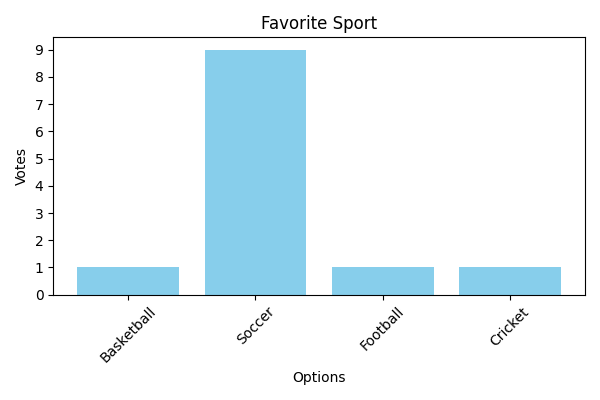 Favorite Sport
Votes
9
8
7
6
5
4
3
2
1
0
Basketball
Soccer
Football
Cricket
Options